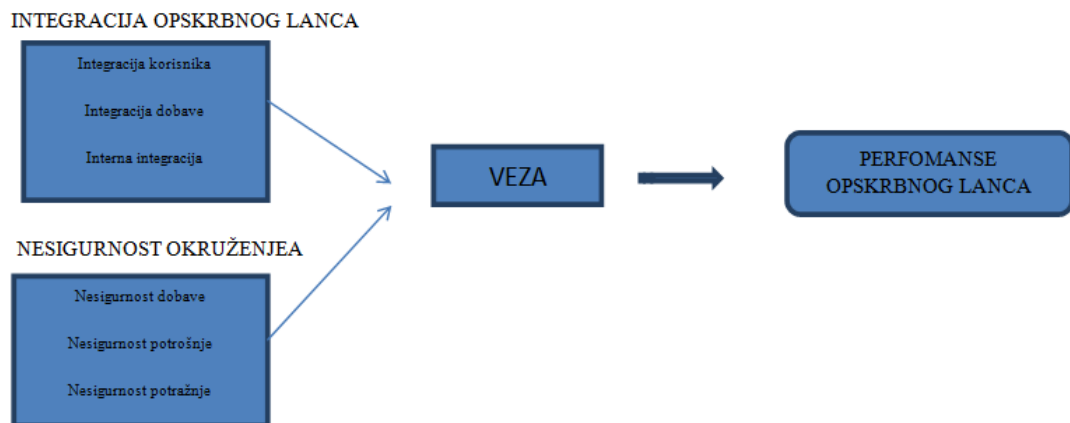 INTEGRACIJA OPSKRBNOG LANCA
Integracija korisnika
Integracija dobave
Interna integracija
VEZA
PERFOMANSE
OPSKRBNOG LANCA
NESIGURNOST OKRUŽENJEA
Nesigurnost dobave
Nesigurnost potrošnje
Nesigurnost potražnje